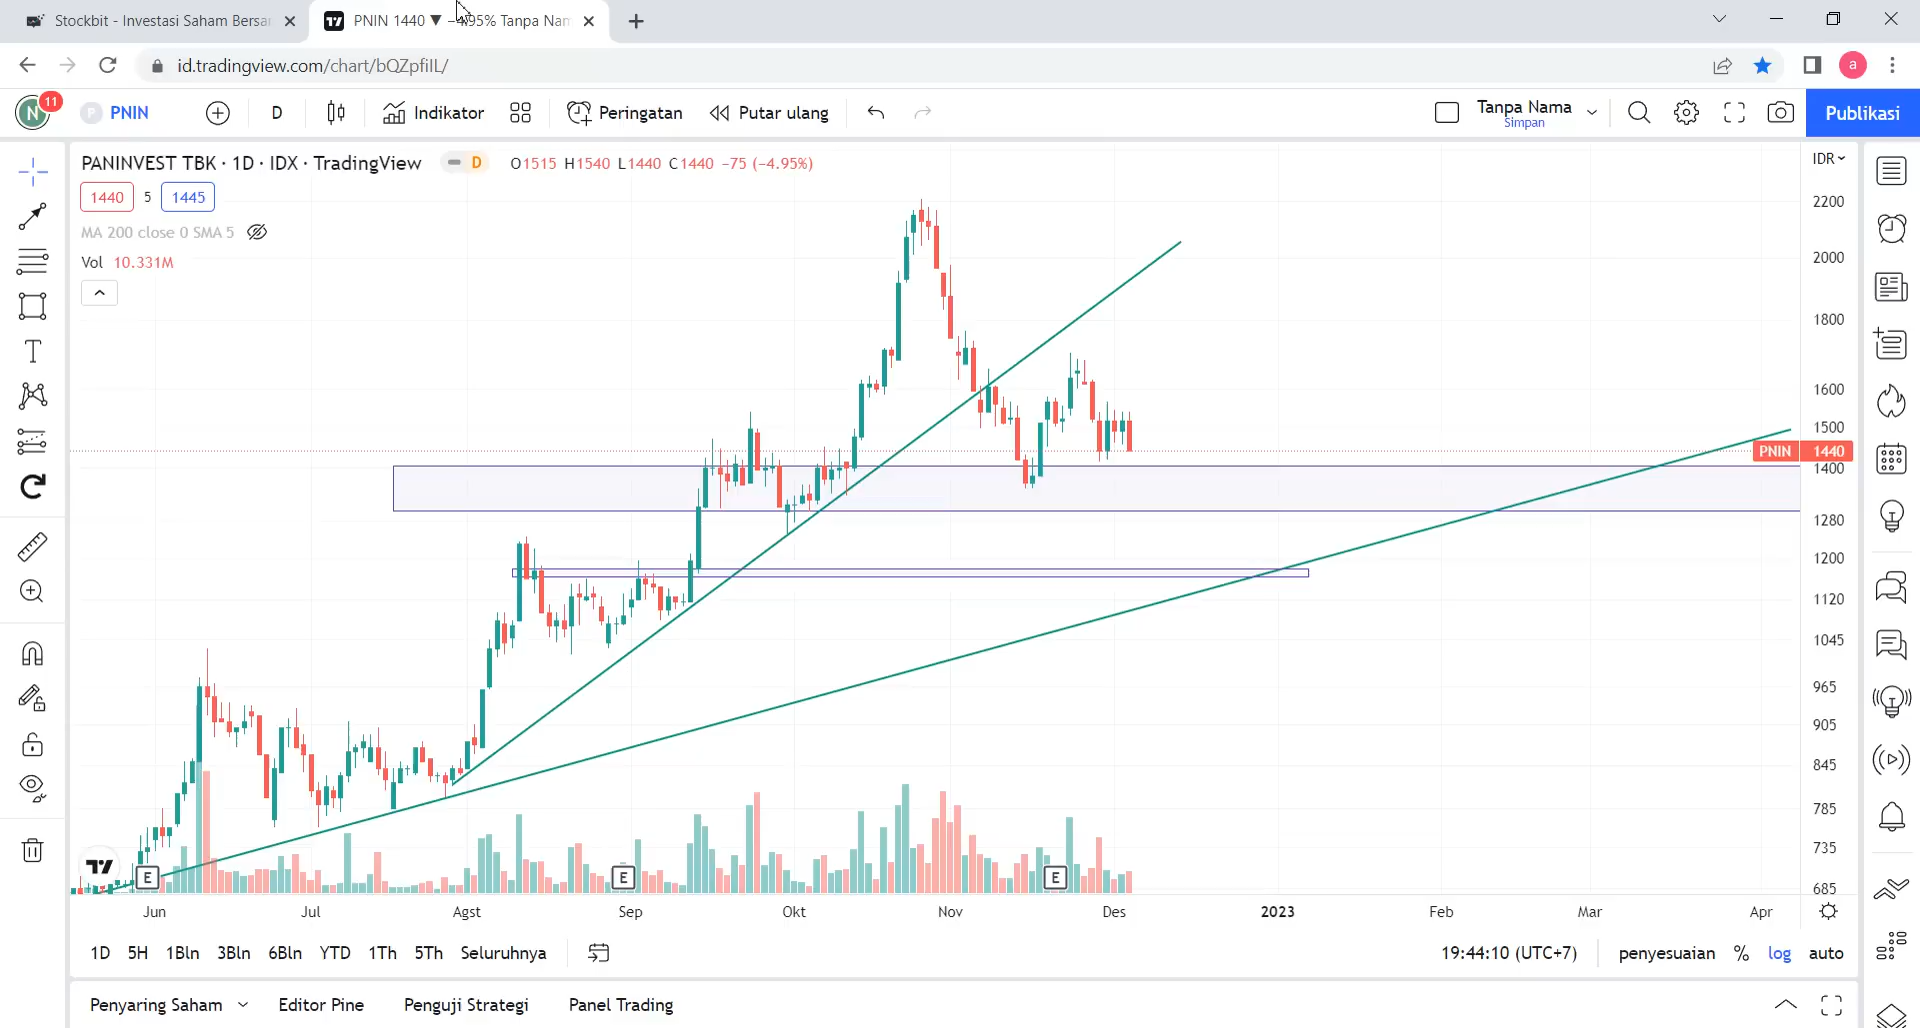 Stockbit - Investasi Saham Bersa
PNIN 1440 ▼ −4.95% Tanpa Nam
id.tradingview.com/chart/bQZpfiIL/
a
N
11
P PNIN
D
Indikator
Peringatan
Putar ulang
Tanpa Nama
Simpan
Publikasi
PANINVEST TBK · 1D · IDX · TradingView
D
O1515 H1540 L1440 C1440 −75 (−4.95%)
IDR
1440 5 1445
MA 200 close 0 SMA 5
Vol 10.331M
2200
2000
1800
1600
1500
PNIN 1440
1400
1280
1200
1120
1045
965
905
845
785
735
685
E
E
E
Jun Jul Agst Sep Okt Nov Des 2023 Feb Mar Apr
1D 5H 1Bln 3Bln 6Bln YTD 1Th 5Th Seluruhnya
19:44:10 (UTC+7)
penyesuaian % log auto
Penyaring Saham Editor Pine Penguji Strategi Panel Trading